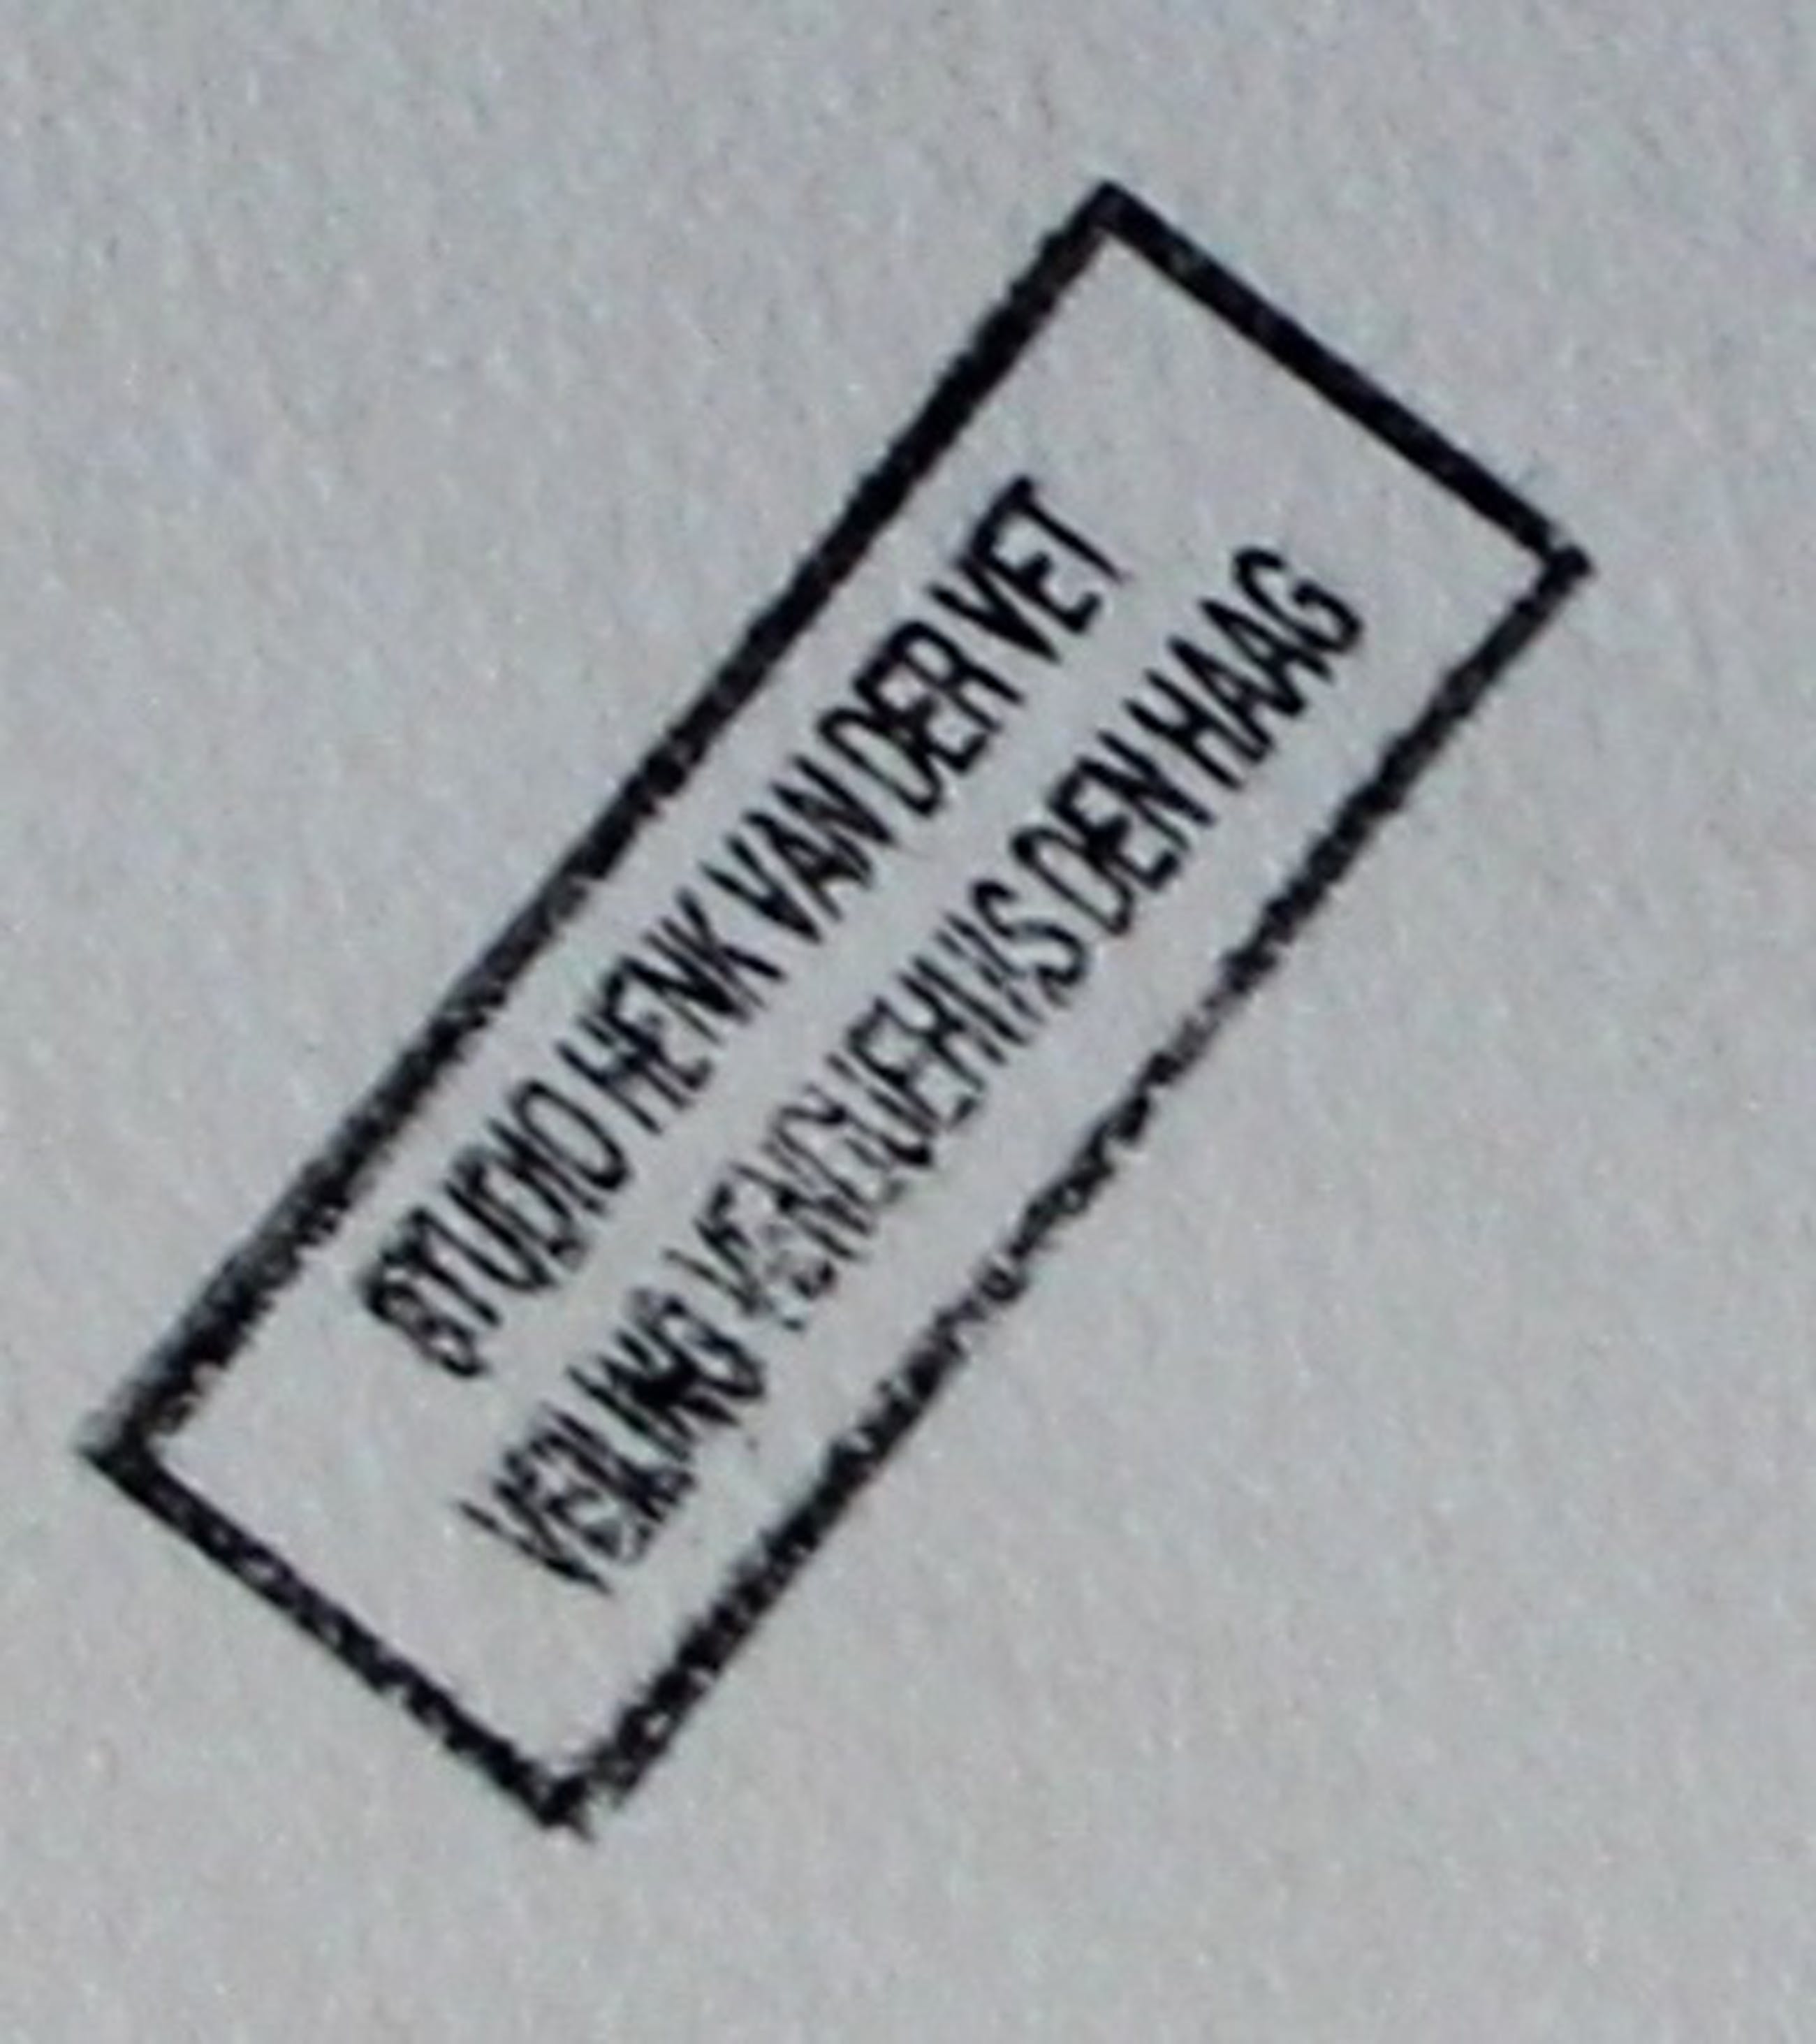 STUDIO HENK VAN DER VET
VEILING VENDUEHUIS DEN HAAG